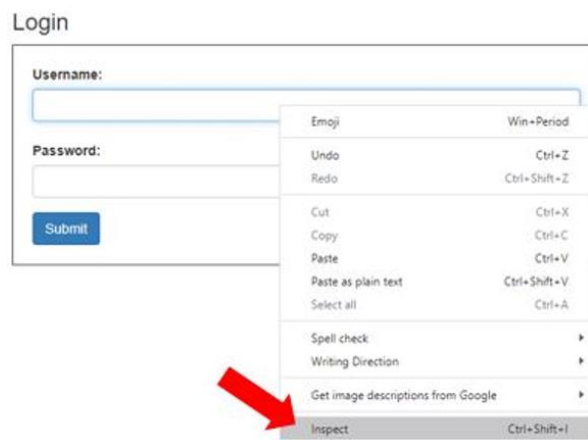 Login
Username:
Emoji Win+Period
Password:
Undo Ctrl+Z
Redo Ctrl+Shift+Z
Cut Ctrl+X
Submit
Copy Ctrl+C
Paste Ctrl+V
Paste as plain text Ctrl+Shift+V
Select all Ctrl+A
Spell check
Writing Direction
Get image descriptions from Google
Inspect Ctrl+Shift+I